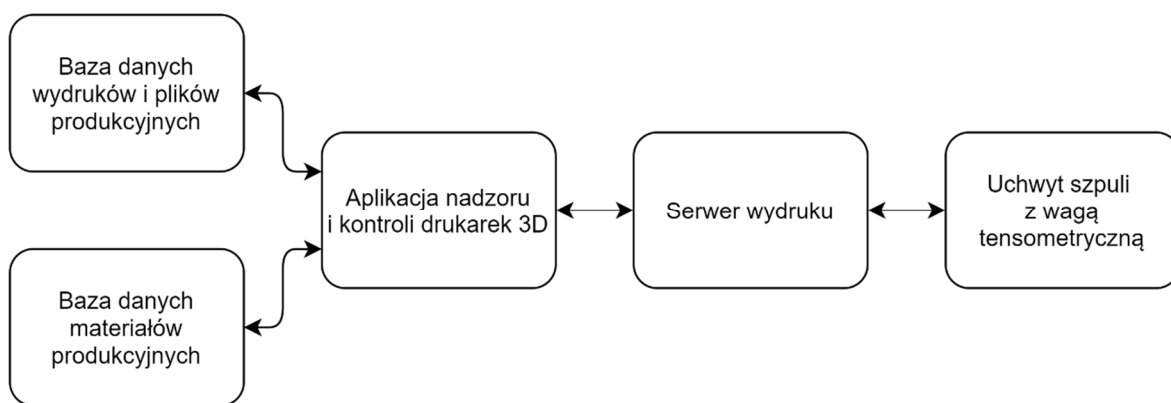 Baza danych
wydruków i plików
produkcyjnych
Baza danych
materiałów
produkcyjnych
Aplikacja nadzoru
i kontroli drukarek 3D
Serwer wydruku
Uchwyt szpuli
z wagą
tensometryczną